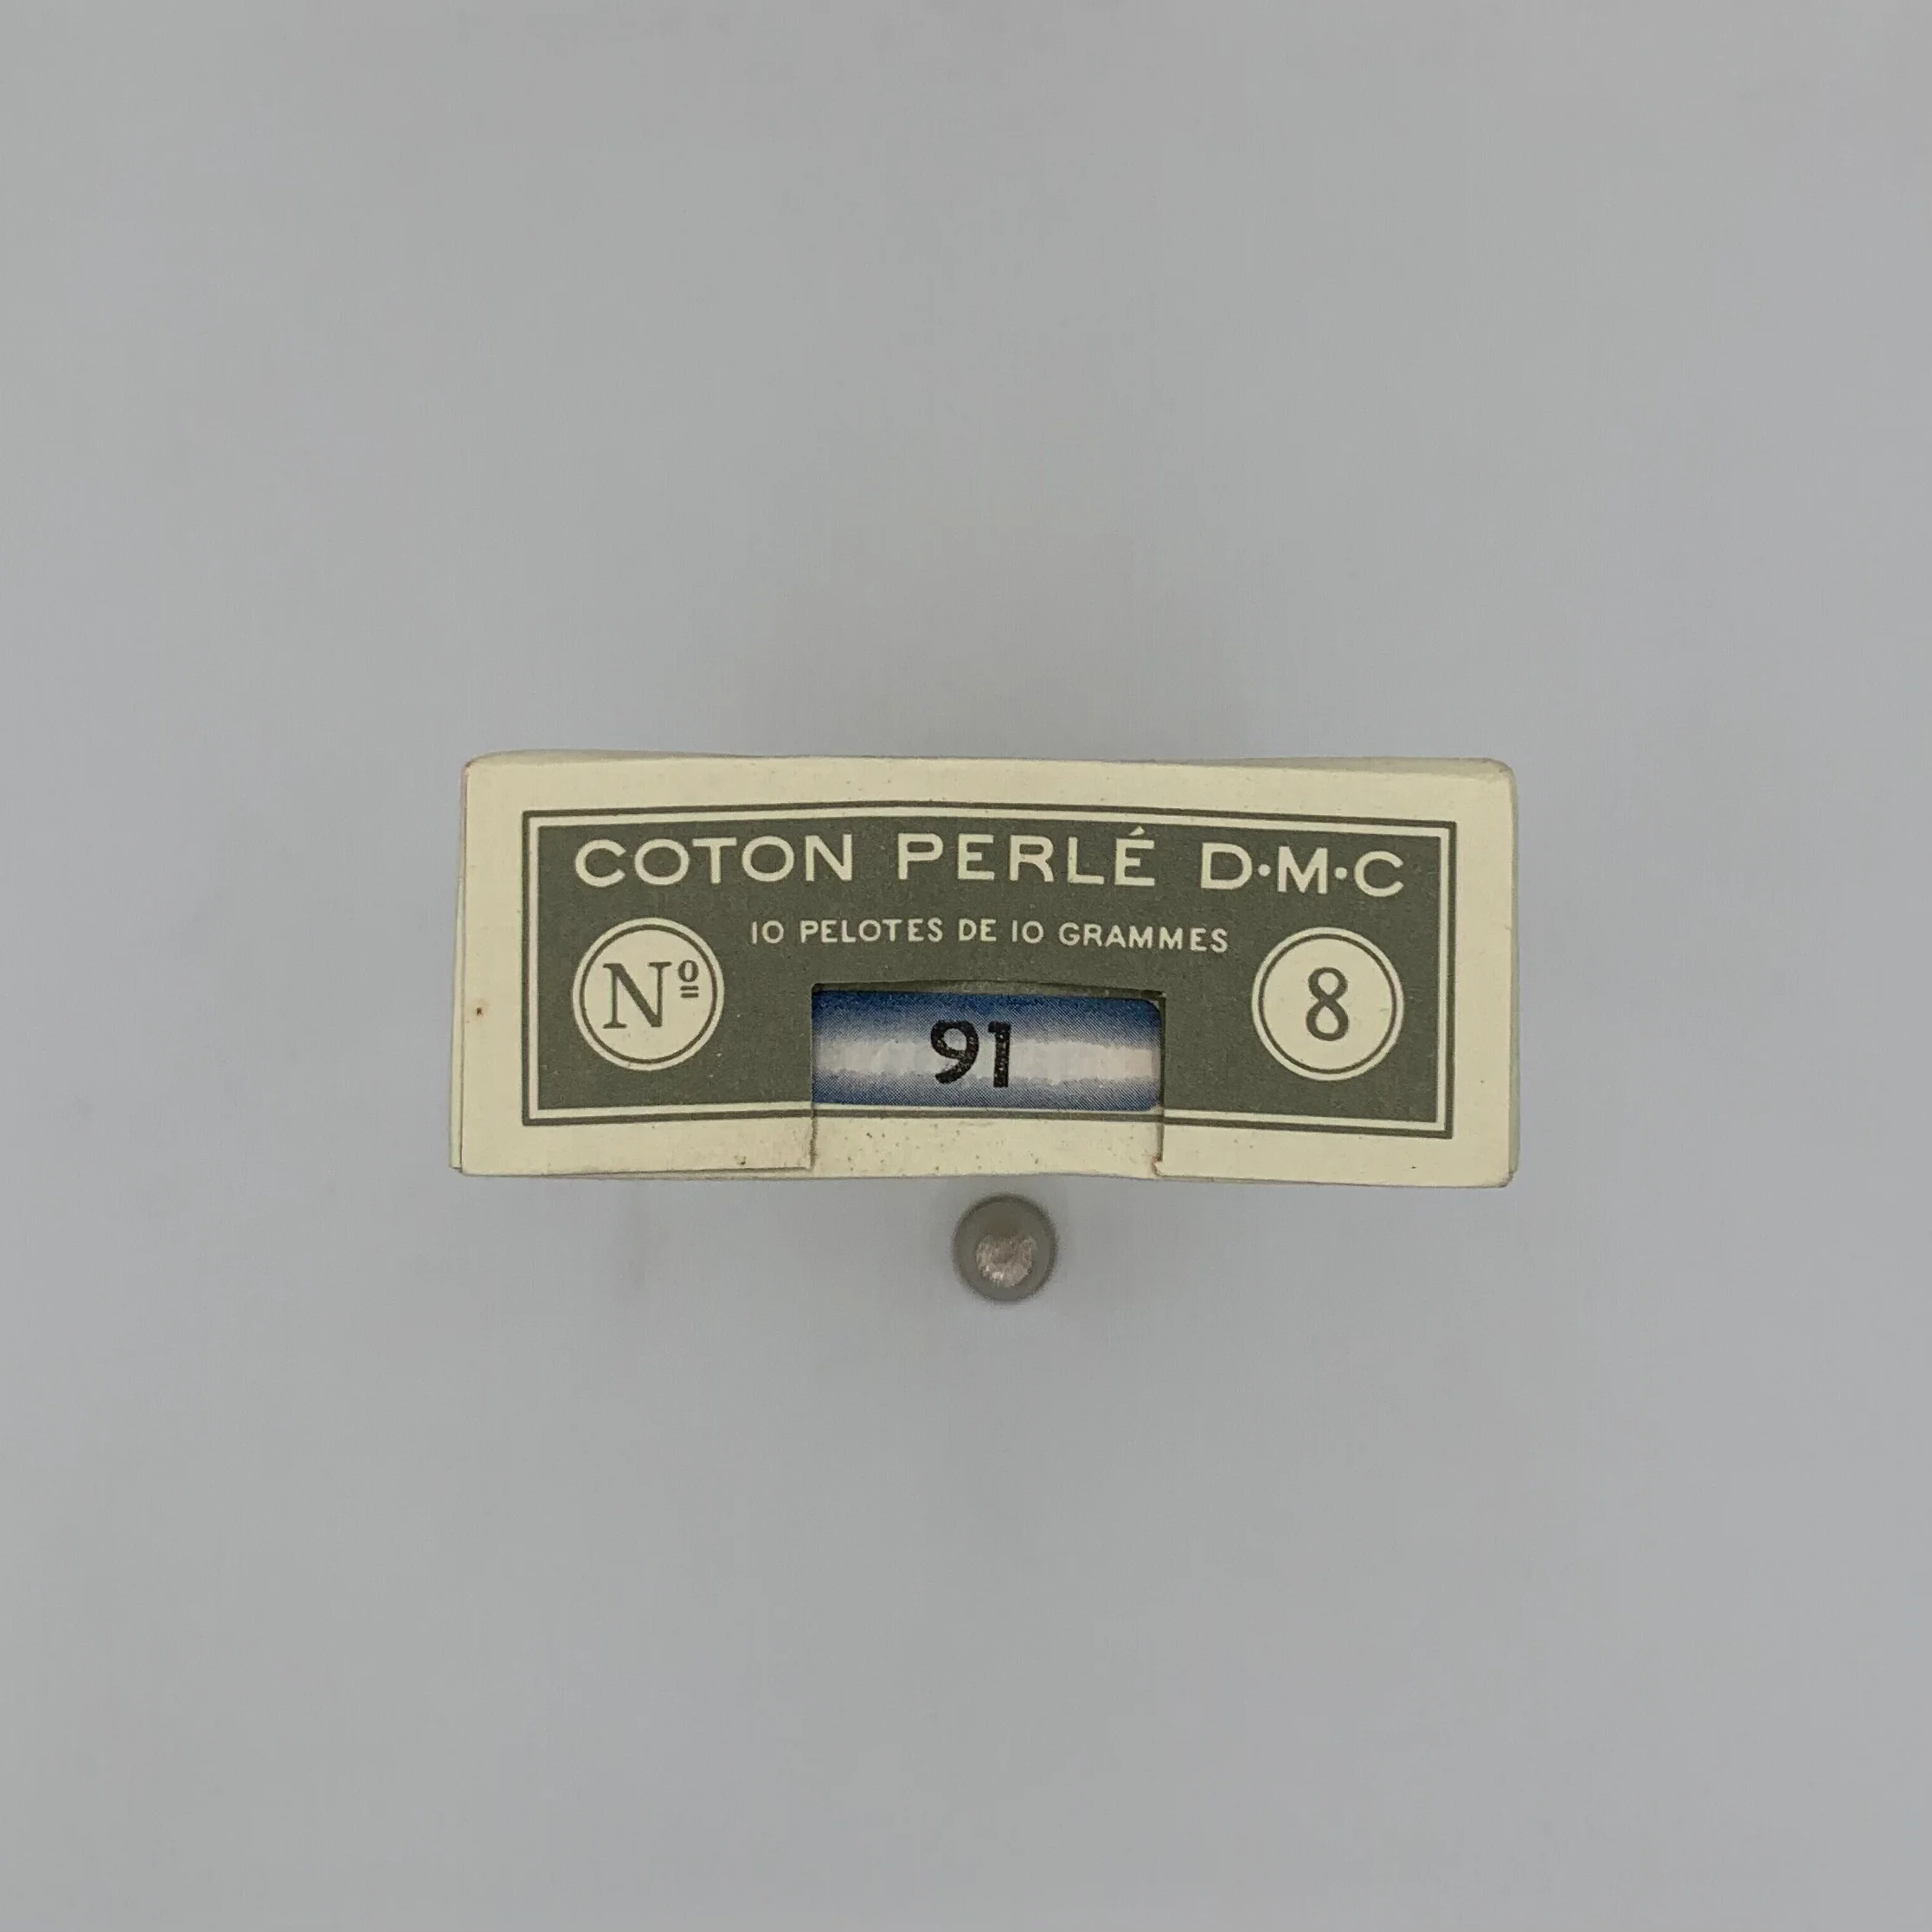 COTON PERLÉ D·M·C
10 PELOTES DE 10 GRAMMES
Nº 8
91